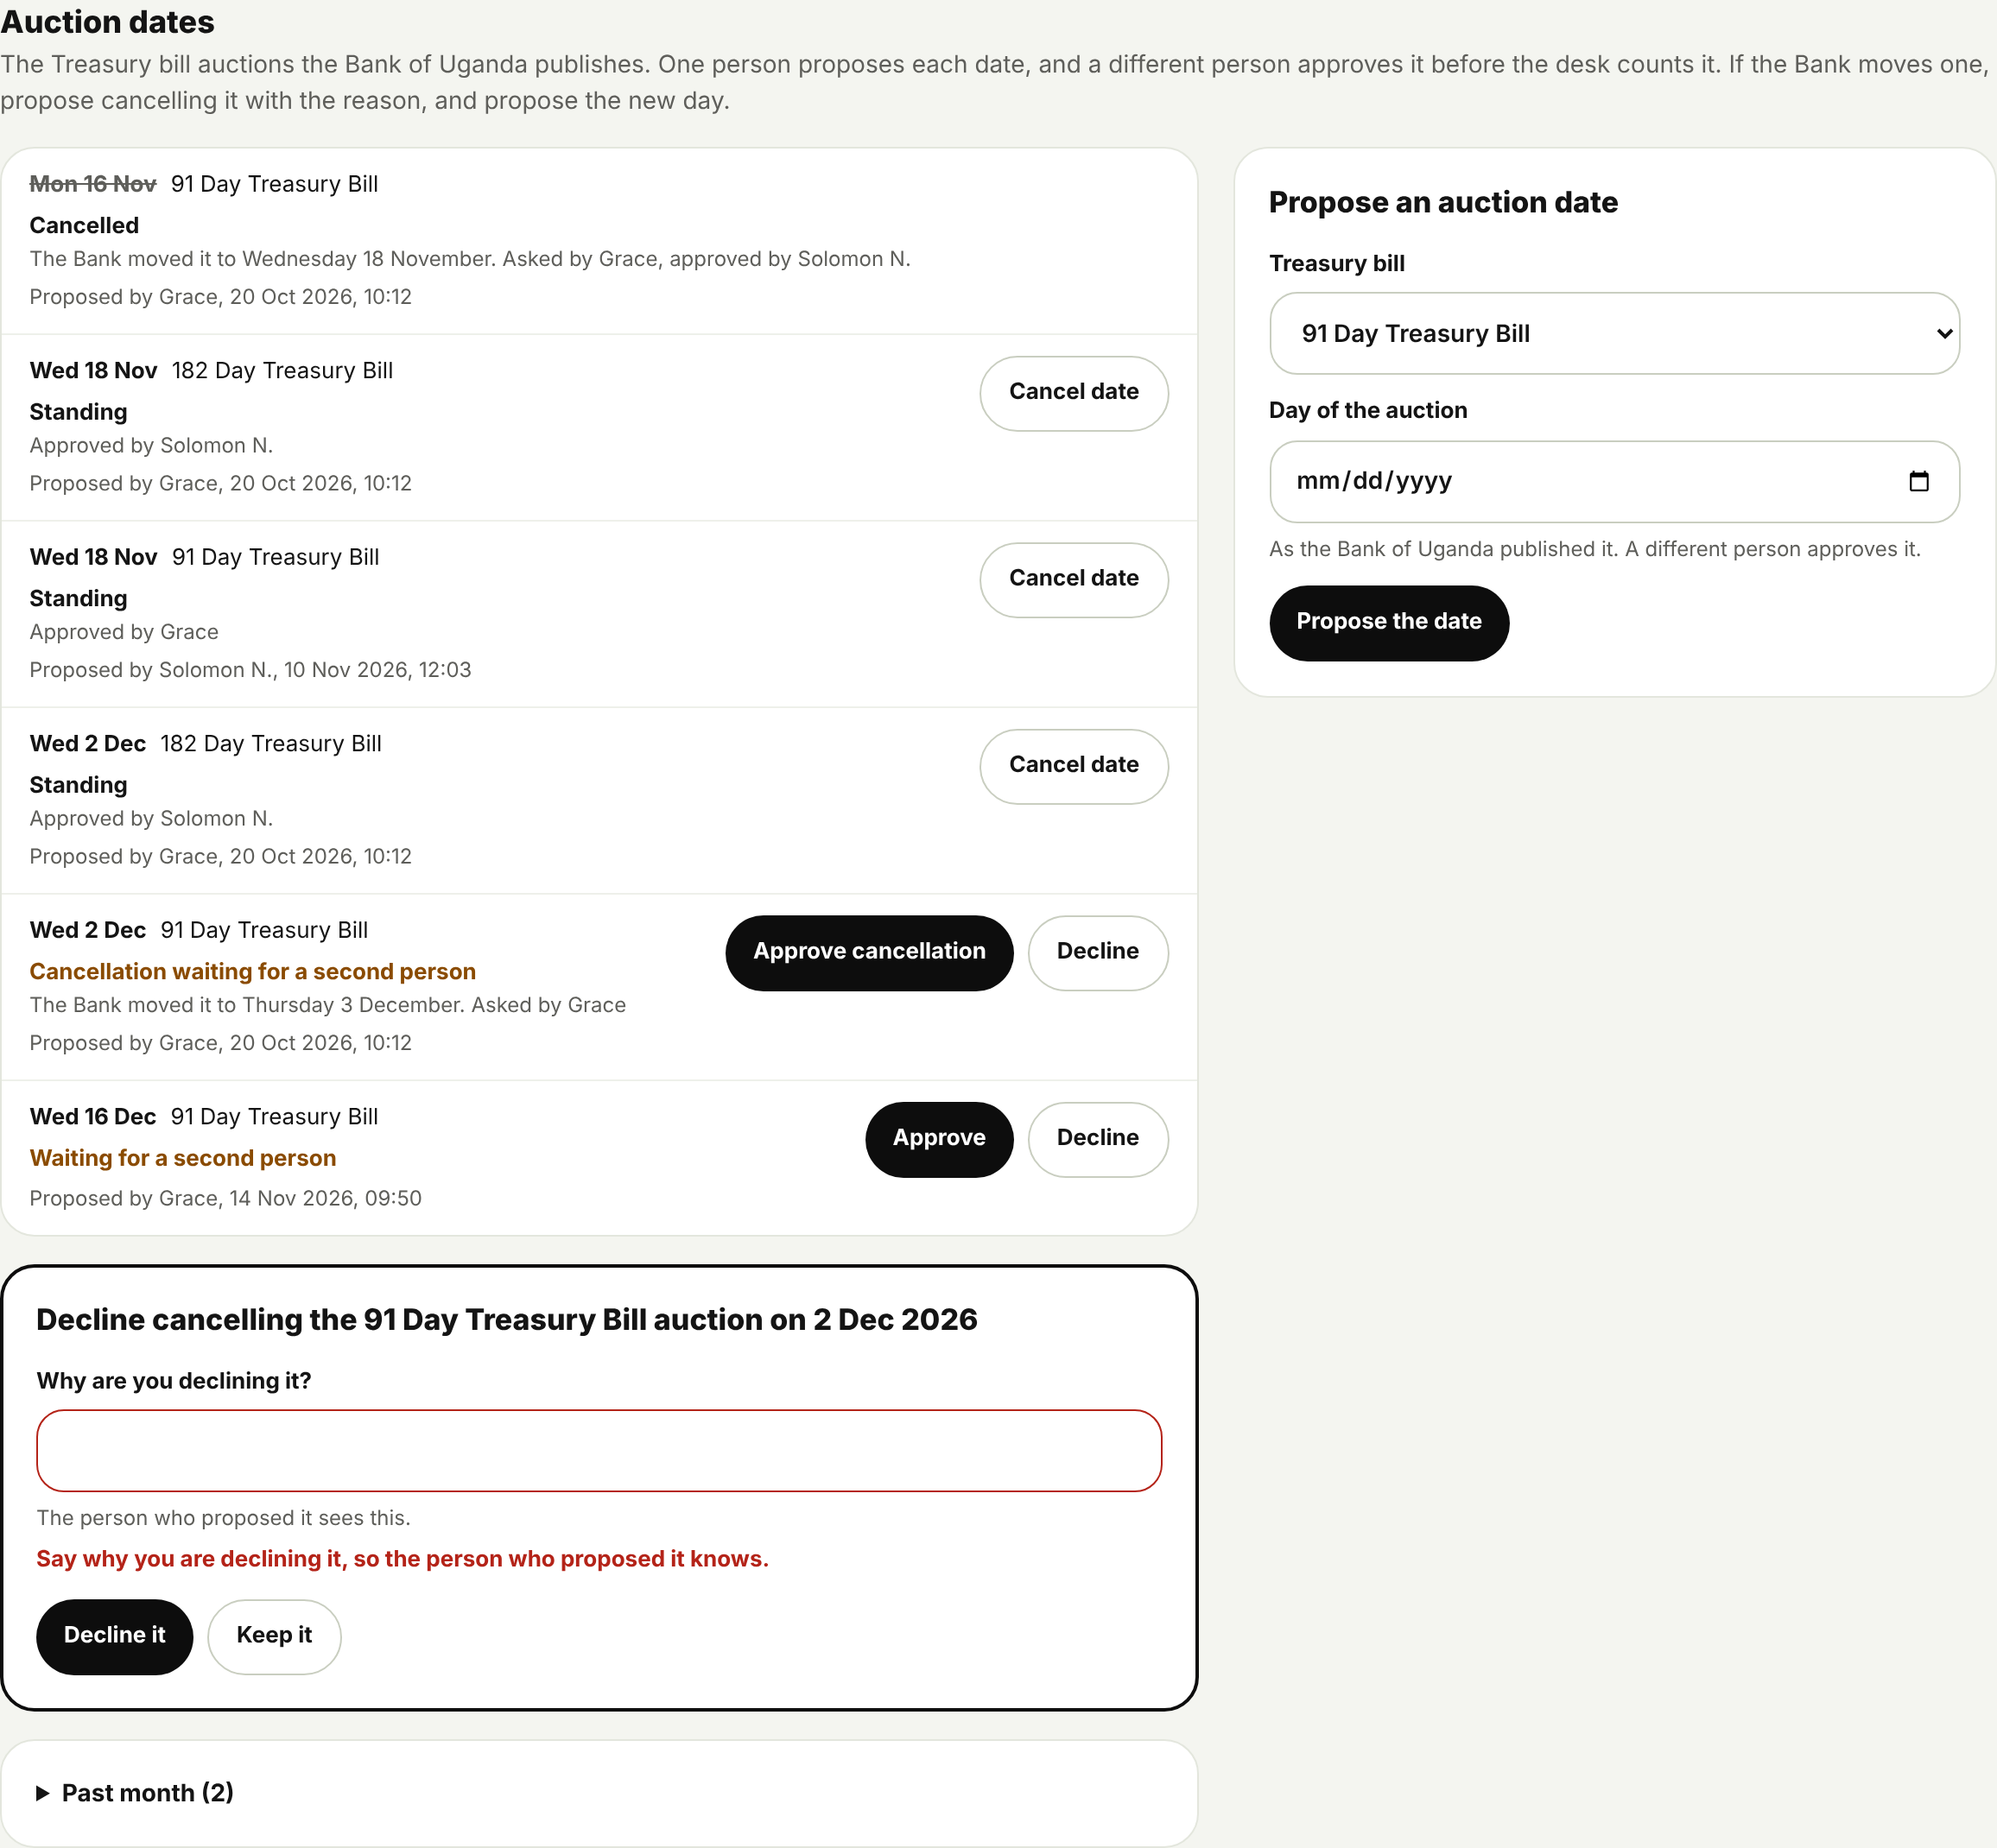 Auction dates
The Treasury bill auctions the Bank of Uganda publishes. One person proposes each date, and a different person approves it before the desk counts it. If the Bank moves one,
propose cancelling it with the reason, and propose the new day.
Mon 16 Nov 91 Day Treasury Bill
Cancelled
The Bank moved it to Wednesday 18 November. Asked by Grace, approved by Solomon N.
Proposed by Grace, 20 Oct 2026, 10:12
Wed 18 Nov 182 Day Treasury Bill
Cancel date
Standing
Approved by Solomon N.
Proposed by Grace, 20 Oct 2026, 10:12
Wed 18 Nov 91 Day Treasury Bill
Cancel date
Standing
Approved by Grace
Proposed by Solomon N., 10 Nov 2026, 12:03
Wed 2 Dec 182 Day Treasury Bill
Cancel date
Standing
Approved by Solomon N.
Proposed by Grace, 20 Oct 2026, 10:12
Wed 2 Dec 91 Day Treasury Bill
Approve cancellation
Decline
Cancellation waiting for a second person
The Bank moved it to Thursday 3 December. Asked by Grace
Proposed by Grace, 20 Oct 2026, 10:12
Wed 16 Dec 91 Day Treasury Bill
Approve
Decline
Waiting for a second person
Proposed by Grace, 14 Nov 2026, 09:50
Decline cancelling the 91 Day Treasury Bill auction on 2 Dec 2026
Why are you declining it?
The person who proposed it sees this.
Say why you are declining it, so the person who proposed it knows.
Decline it
Keep it
Past month (2)
Propose an auction date
Treasury bill
91 Day Treasury Bill
Day of the auction
mm/dd/yyyy
As the Bank of Uganda published it. A different person approves it.
Propose the date